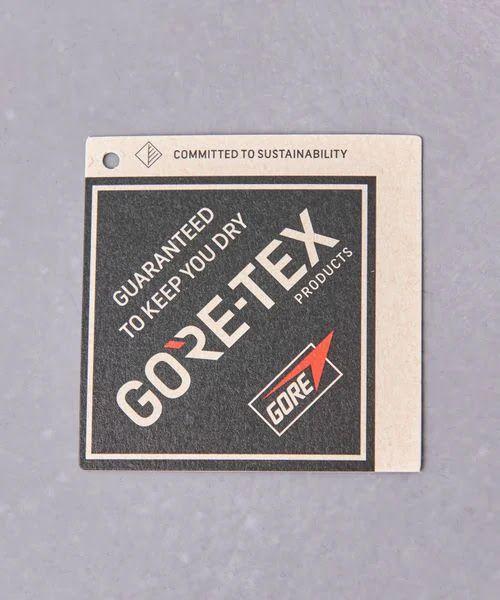 COMMITTED TO SUSTAINABILITY
GUARANTEED
TO KEEP YOU DRY
GORE-TEX
PRODUCTS
GORE